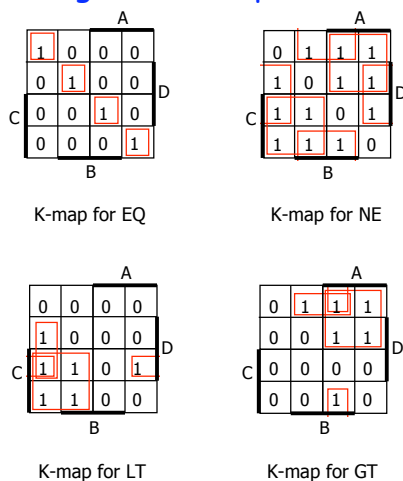 A
1 0 0 0
0 1 0 0
D
C
0 0 1 0
0 0 0 1
B
K-map for EQ
A
0 1 1 1
1 0 1 1
D
C
1 1 0 1
1 1 1 0
B
K-map for NE
A
0 0 0 0
1 0 0 0
D
C
1 1 0 1
1 1 0 0
B
K-map for LT
A
0 1 1 1
0 0 1 1
D
C
0 0 0 0
0 0 1 0
B
K-map for GT